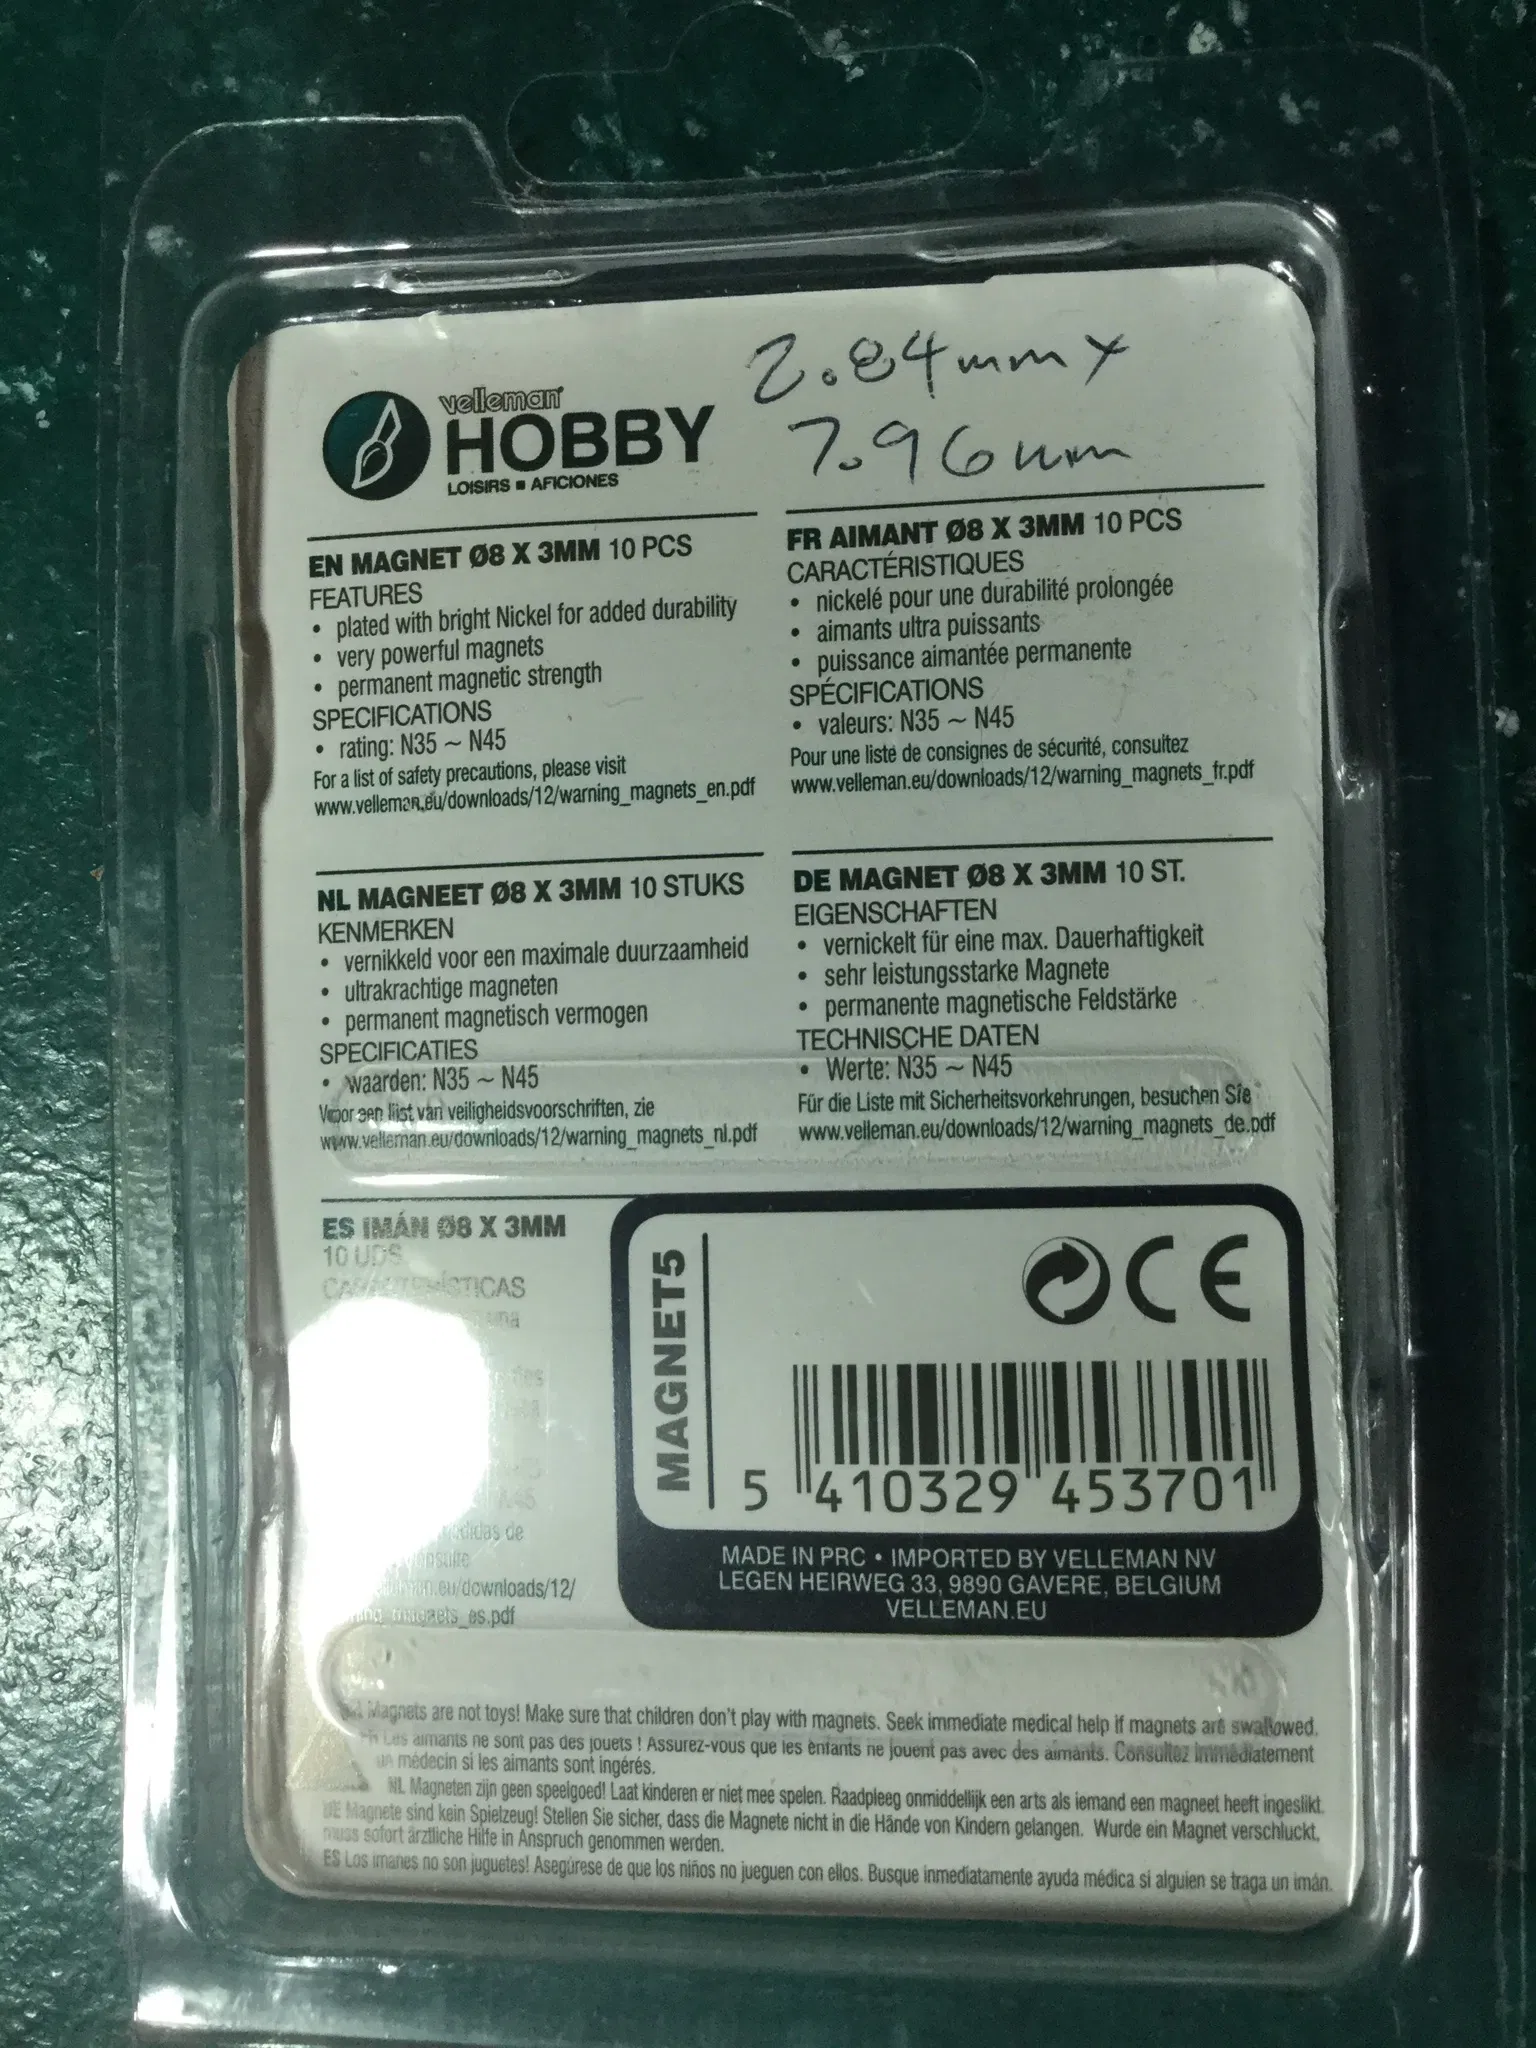 2.84mm x
7.96mm
velleman
HOBBY
LOISIRS ■ AFICIONES
EN MAGNET Ø8 X 3MM 10 PCS
FEATURES
• plated with bright Nickel for added durability
• very powerful magnets
• permanent magnetic strength
SPECIFICATIONS
• rating: N35 ~ N45
For a list of safety precautions, please visit
www.velleman.eu/downloads/12/warning_magnets_en.pdf
FR AIMANT Ø8 X 3MM 10 PCS
CARACTÉRISTIQUES
• nickelé pour une durabilité prolongée
• aimants ultra puissants
• puissance aimantée permanente
SPÉCIFICATIONS
• valeurs: N35 ~ N45
Pour une liste de consignes de sécurité, consultez
www.velleman.eu/downloads/12/warning_magnets_fr.pdf
NL MAGNEET Ø8 X 3MM 10 STUKS
KENMERKEN
• vernikkeld voor een maximale duurzaamheid
• ultrakrachtige magneten
• permanent magnetisch vermogen
SPECIFICATIES
• waarden: N35 ~ N45
Voor een lijst van veiligheidsvoorschriften, zie
www.velleman.eu/downloads/12/warning_magnets_nl.pdf
DE MAGNET Ø8 X 3MM 10 ST.
EIGENSCHAFTEN
• vernickelt für eine max. Dauerhaftigkeit
• sehr leistungsstarke Magnete
• permanente magnetische Feldstärke
TECHNISCHE DATEN
• Werte: N35 ~ N45
Für die Liste mit Sicherheitsvorkehrungen, besuchen Sie
www.velleman.eu/downloads/12/warning_magnets_de.pdf
ES IMÁN Ø8 X 3MM
10 UDS
CARACTERÍSTICAS
una
N45
medidas de
consulte
MAGNET5
CE
5 410329 453701
MADE IN PRC • IMPORTED BY VELLEMAN NV
LEGEN HEIRWEG 33, 9890 GAVERE, BELGIUM
VELLEMAN.EU
Magnets are not toys! Make sure that children don't play with magnets. Seek immediate medical help if magnets are swallowed.
FR Les aimants ne sont pas des jouets ! Assurez-vous que les enfants ne jouent pas avec des aimants. Consultez immédiatement
un médecin si les aimants sont ingérés.
NL Magneten zijn geen speelgoed! Laat kinderen er niet mee spelen. Raadpleeg onmiddellijk een arts als iemand een magneet heeft ingeslikt.
DE Magnete sind kein Spielzeug! Stellen Sie sicher, dass die Magnete nicht in die Hände von Kindern gelangen. Wurde ein Magnet verschluckt,
muss sofort ärztliche Hilfe in Anspruch genommen werden.
ES Los imanes no son juguetes! Asegúrese de que los niños no jueguen con ellos. Busque inmediatamente ayuda médica si alguien se traga un imán.